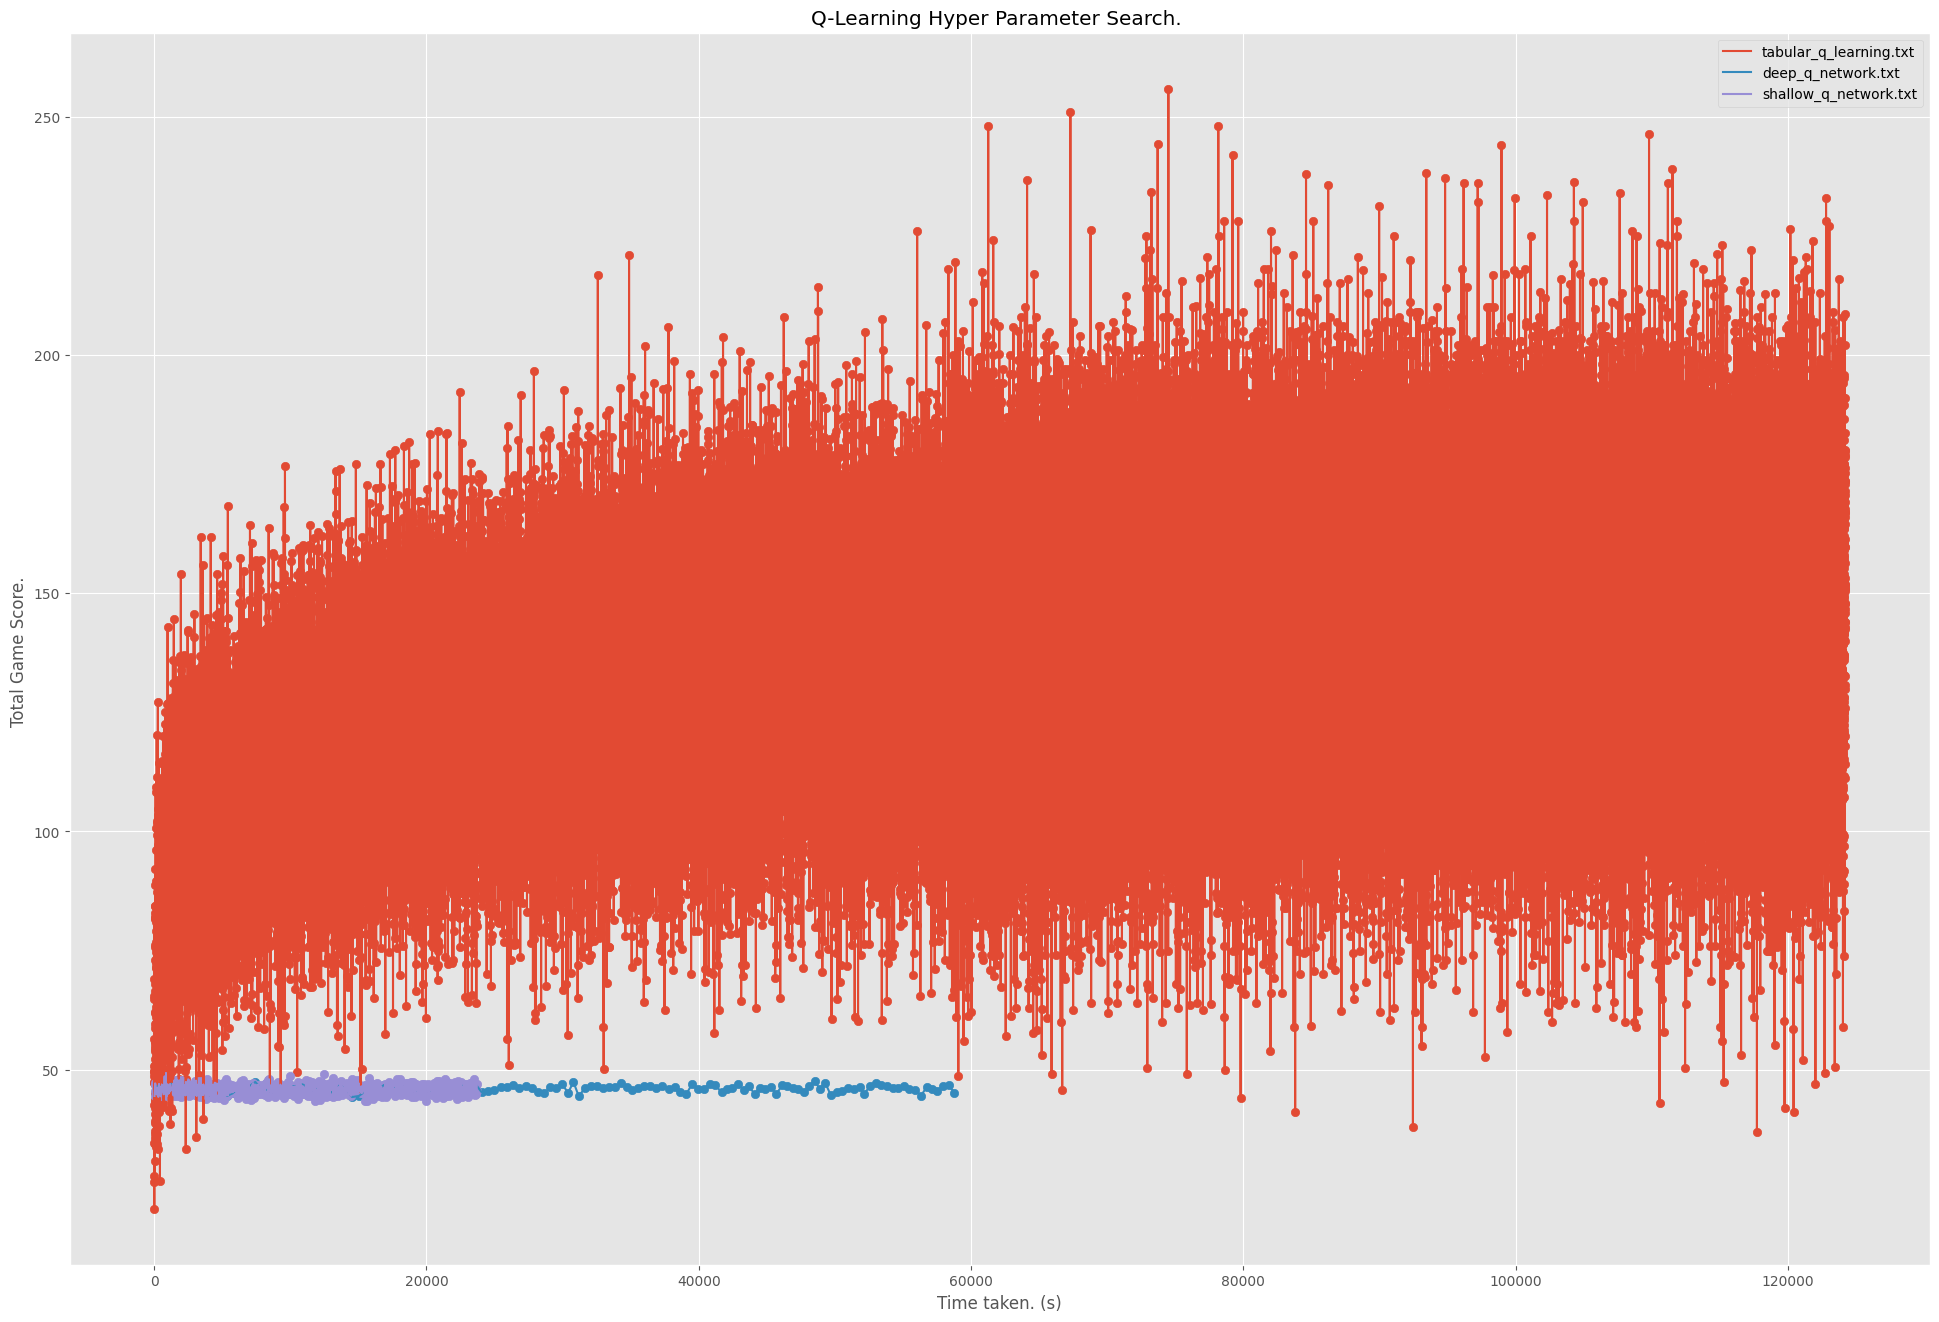 Q-Learning Hyper Parameter Search.
tabular_q_learning.txt
deep_q_network.txt
shallow_q_network.txt
Total Game Score.
250
200
150
100
50
0
20000
40000
60000
80000
100000
120000
Time taken. (s)